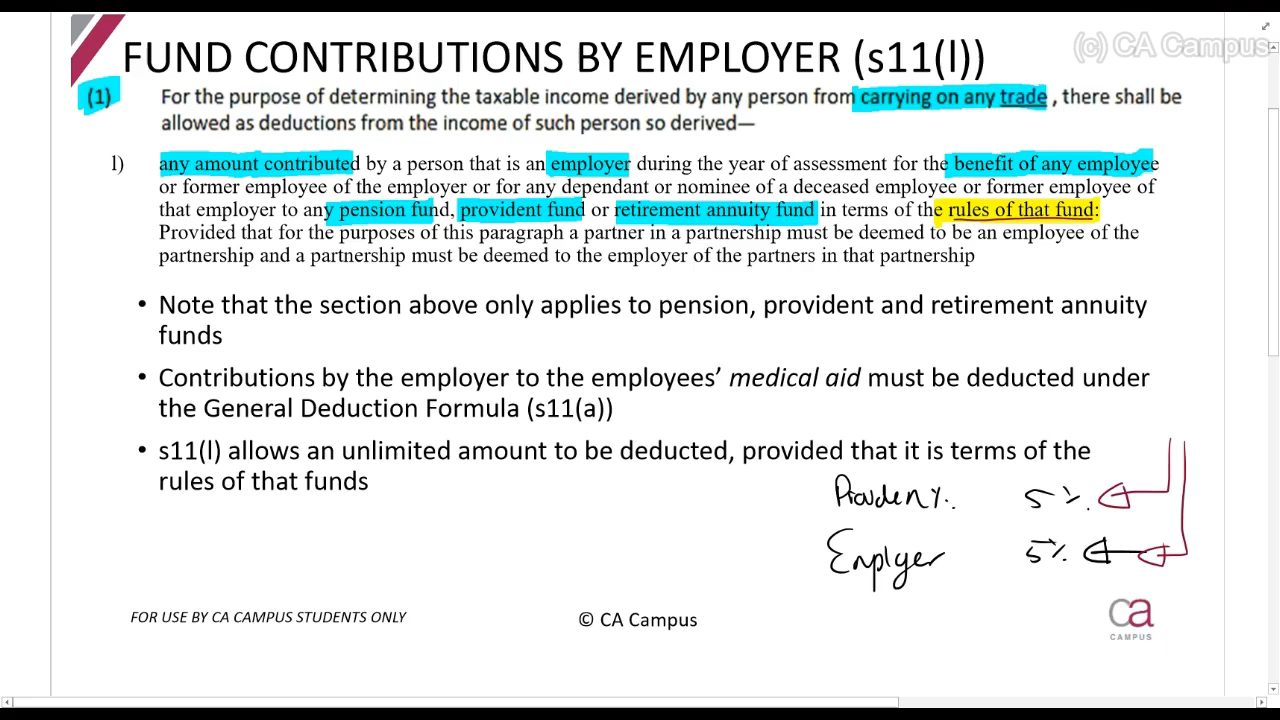 (c) CA Campus
FUND CONTRIBUTIONS BY EMPLOYER (s11(l))
(1) For the purpose of determining the taxable income derived by any person from carrying on any trade , there shall be
allowed as deductions from the income of such person so derived—
l) any amount contributed by a person that is an employer during the year of assessment for the benefit of any employee
or former employee of the employer or for any dependant or nominee of a deceased employee or former employee of
that employer to any pension fund, provident fund or retirement annuity fund in terms of the rules of that fund:
Provided that for the purposes of this paragraph a partner in a partnership must be deemed to be an employee of the
partnership and a partnership must be deemed to the employer of the partners in that partnership
• Note that the section above only applies to pension, provident and retirement annuity
funds
• Contributions by the employer to the employees’ medical aid must be deducted under
the General Deduction Formula (s11(a))
• s11(l) allows an unlimited amount to be deducted, provided that it is terms of the
rules of that funds
5%.
Emplyer 5%
FOR USE BY CA CAMPUS STUDENTS ONLY
© CA Campus
ca
CAMPUS